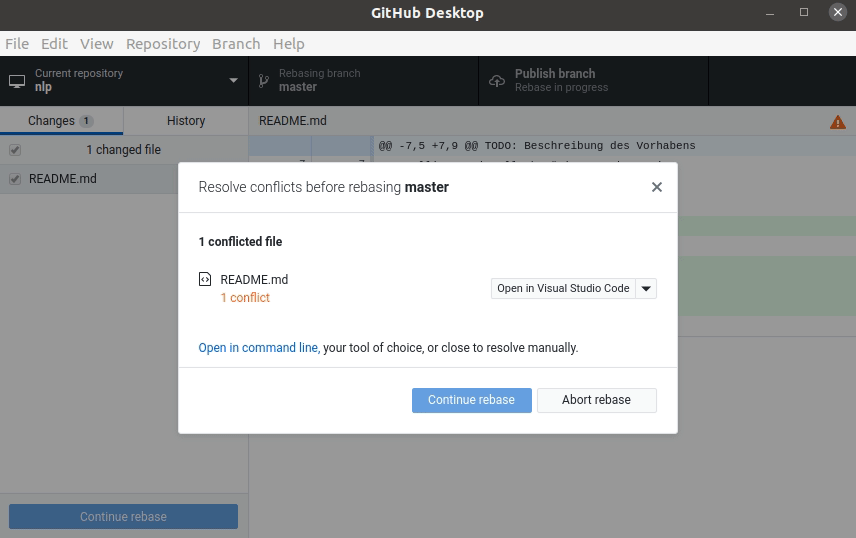 GitHub Desktop
File Edit View Repository Branch Help
Current repository
nlp
Rebasing branch
master
Publish branch
Rebase in progress
Changes 1
History
README.md
1 changed file
@@ -7,5 +7,9 @@ TODO: Beschreibung des Vorhabens
README.md
Resolve conflicts before rebasing master
1 conflicted file
README.md
1 conflict
Open in Visual Studio Code
Open in command line, your tool of choice, or close to resolve manually.
Continue rebase
Abort rebase
Continue rebase